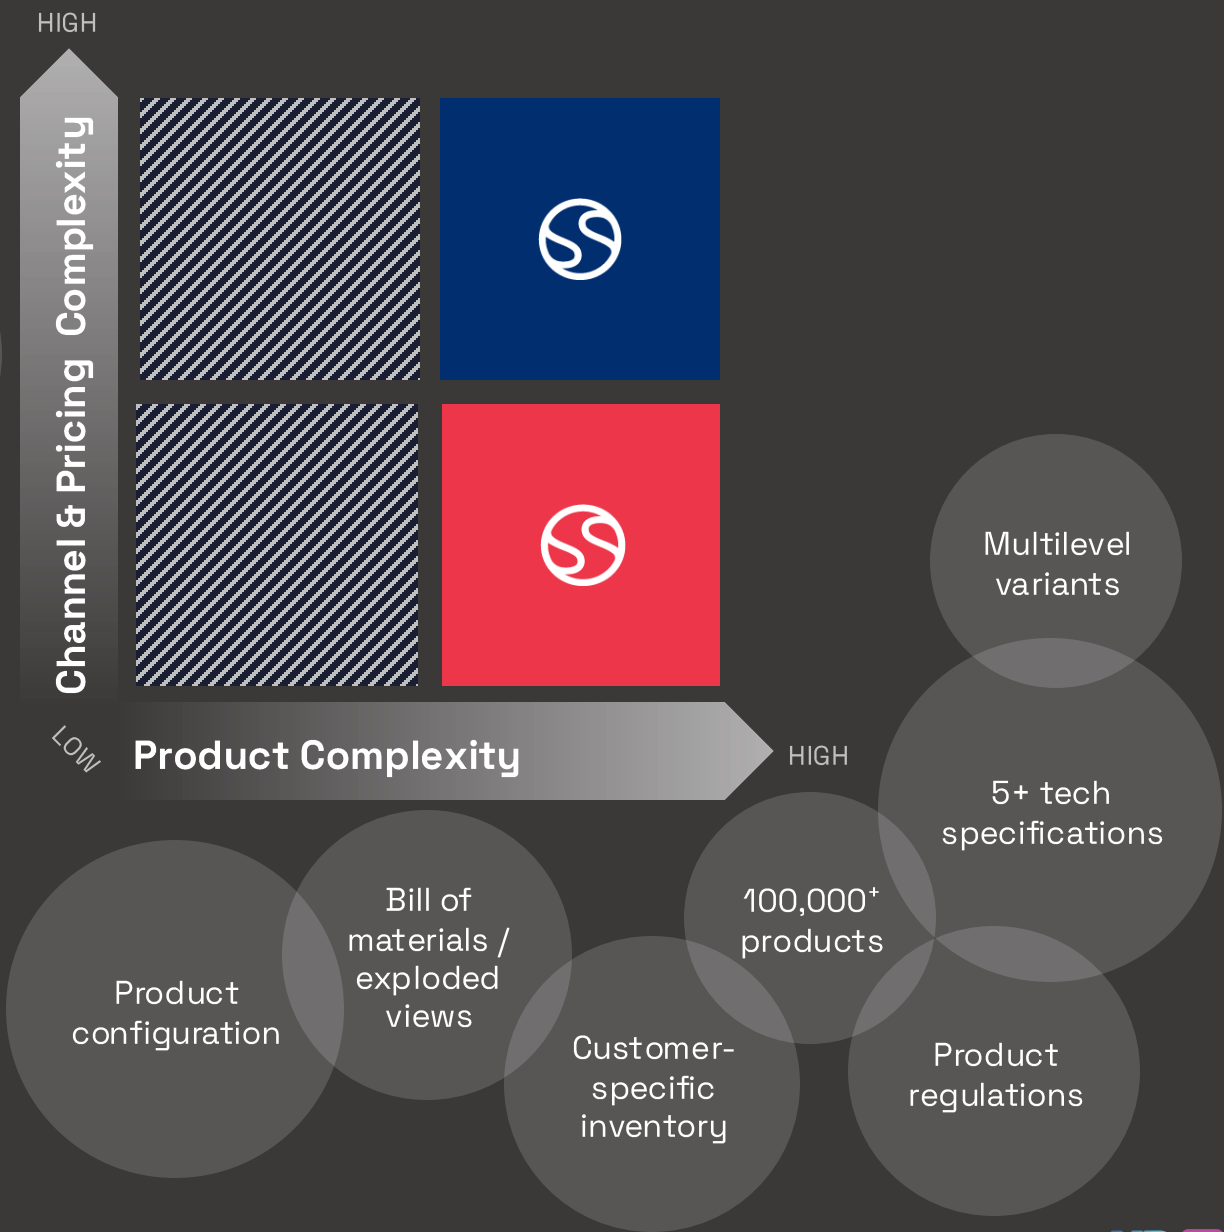 HIGH
Channel & Pricing Complexity
LOW
Product Complexity
HIGH
Multilevel
variants
5+ tech
specifications
100,000+
products
Bill of
materials /
exploded
views
Product
configuration
Customer-
specific
inventory
Product
regulations